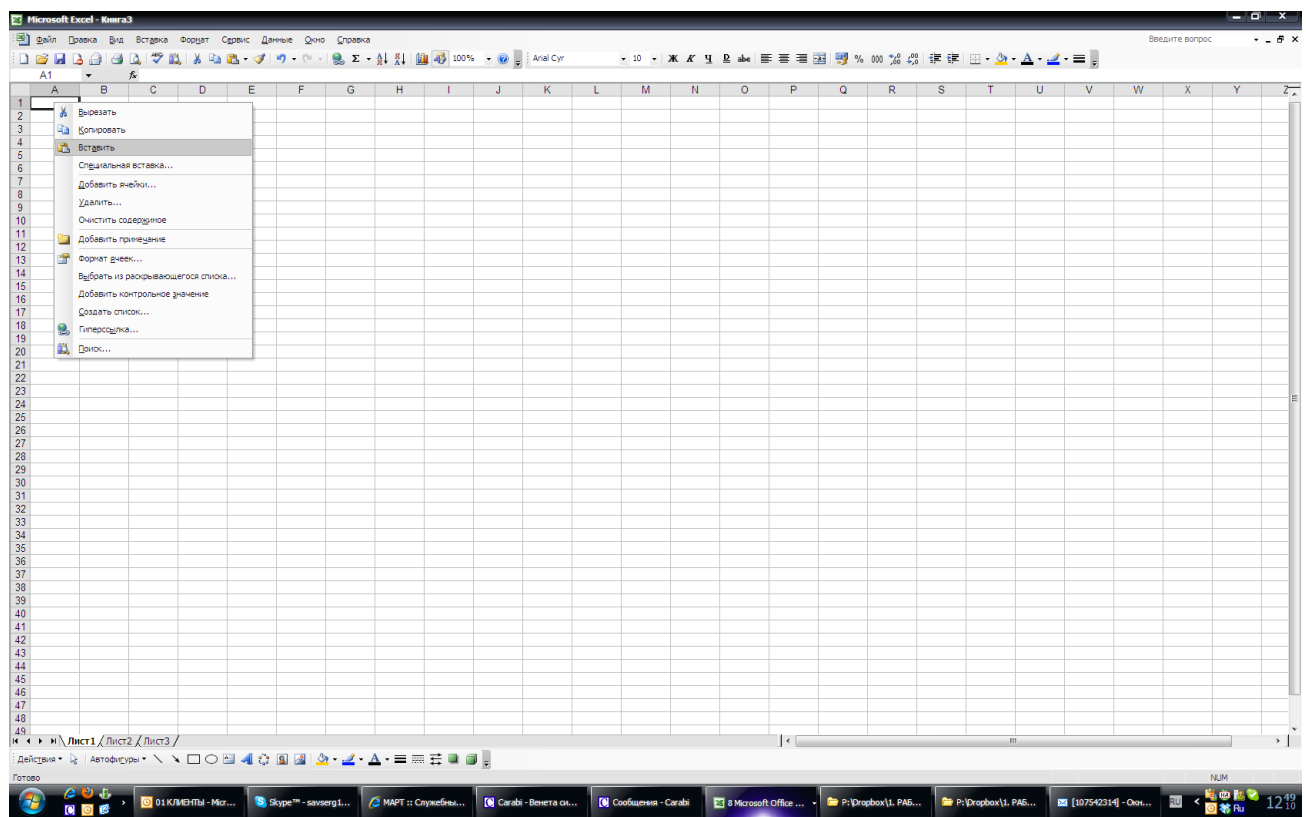 Microsoft Excel - Книга3
Файл Правка Вид Вставка Формат Сервис Данные Окно Справка Введите вопрос
100% Arial Cyr 10 Ж К Ч
A1 fx
A B C D E F G H I J K L M N O P Q R S T U V W X Y Z
1
2
3
4
5
6
7
8
9
10
11
12
13
14
15
16
17
18
19
20
21
22
23
24
25
26
27
28
29
30
31
32
33
34
35
36
37
38
39
40
41
42
43
44
45
46
47
48
49
Вырезать
Копировать
Вставить
Специальная вставка...
Добавить ячейки...
Удалить...
Очистить содержимое
Добавить примечание
Формат ячеек...
Выбрать из раскрывающегося списка...
Добавить контрольное значение
Создать список...
Гиперссылка...
Поиск...
Лист1 Лист2 Лист3
Действия Автофигуры
Готово NUM
01 КЛИЕНТЫ - Micr... Skype™ - savserg1... МАРТ :: Служебны... Carabi - Венета си... Сообщения - Carabi 8 Microsoft Office ... P:\Dropbox\1. РАБ... P:\Dropbox\1. РАБ... [107542314] - Окн... RU Ru 12 49 10